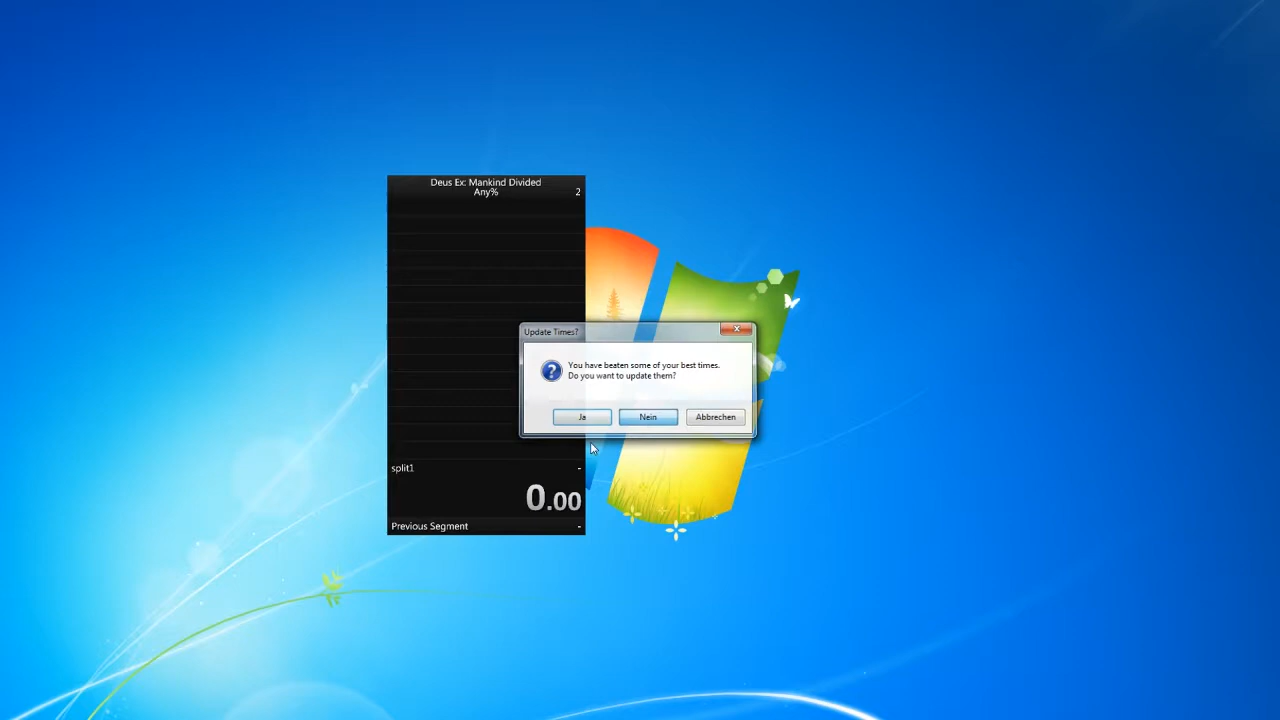 Deus Ex: Mankind Divided
Any% 2
Update Times?
You have beaten some of your best times.
Do you want to update them?
Ja Nein Abbrechen
split1 -
0.00
Previous Segment -